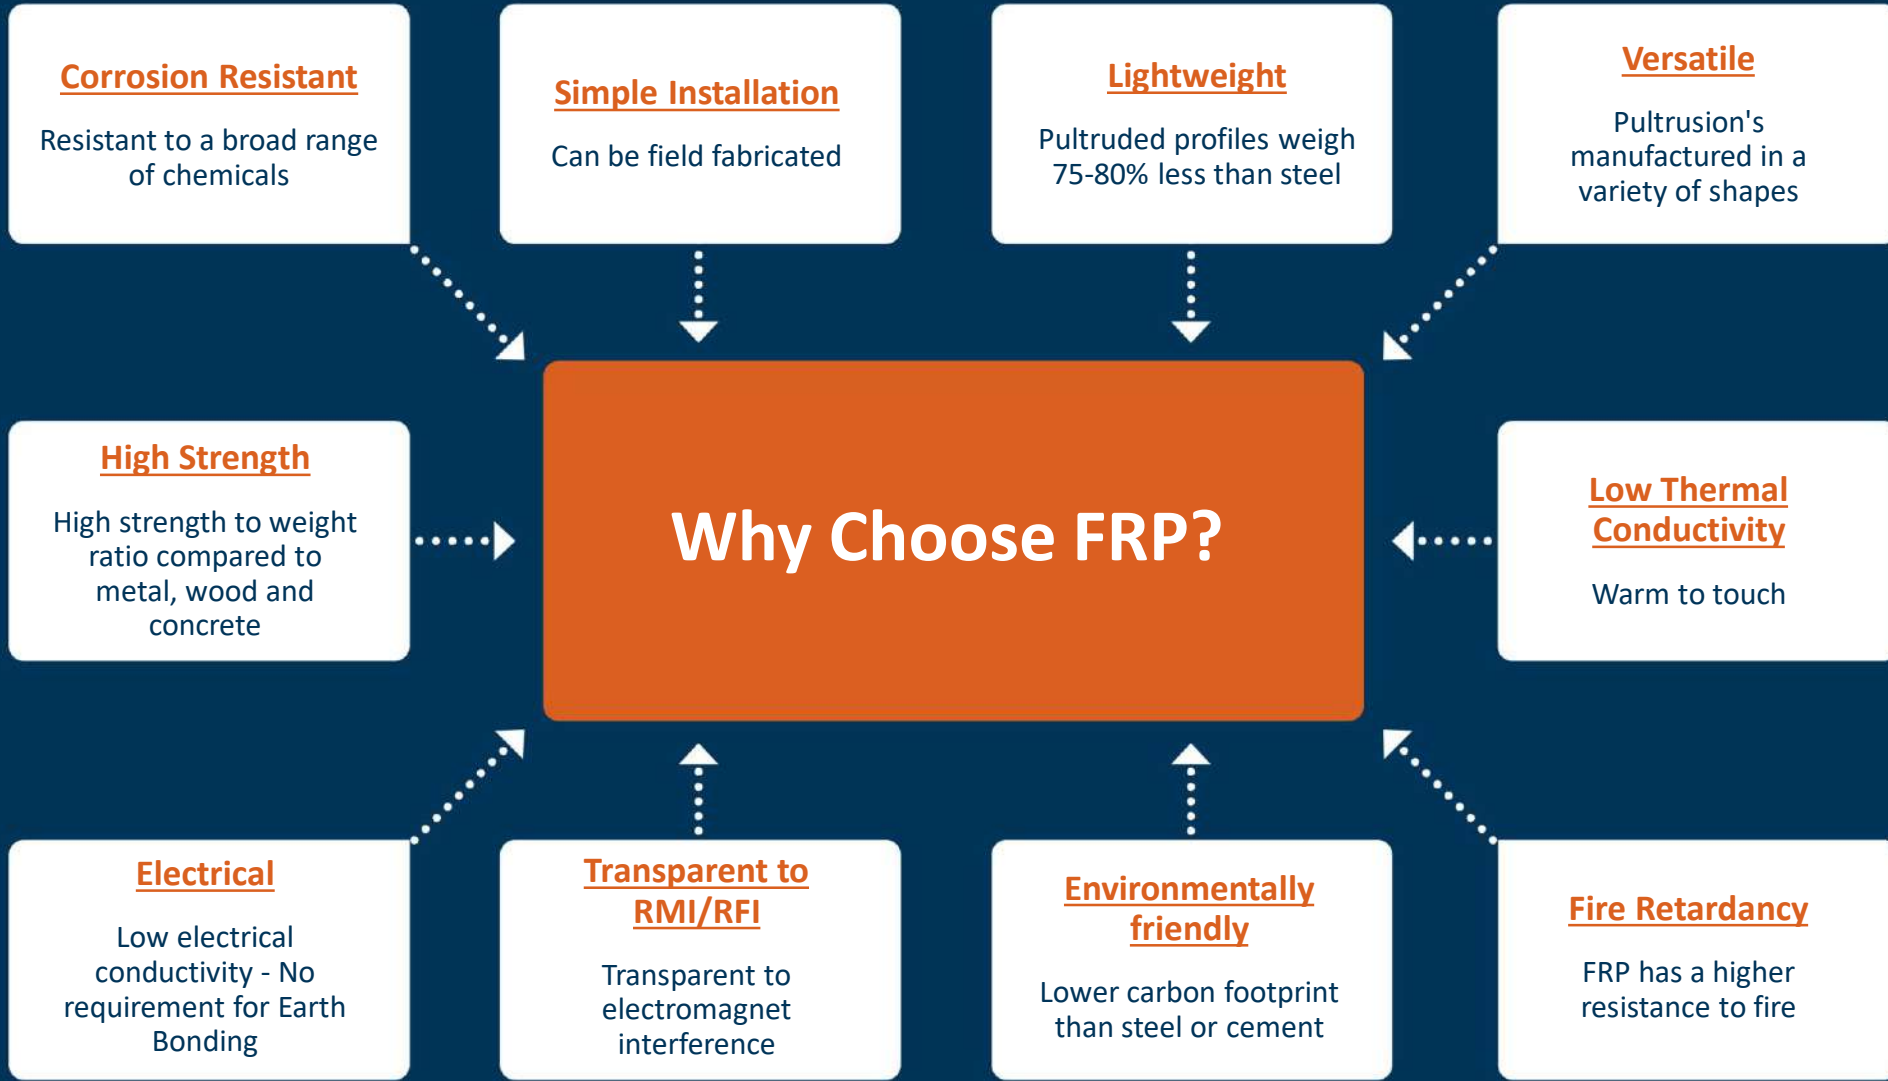 Corrosion Resistant
Resistant to a broad range
of chemicals
Simple Installation
Can be field fabricated
Lightweight
Pultruded profiles weigh
75-80% less than steel
Versatile
Pultrusion's
manufactured in a
variety of shapes
High Strength
High strength to weight
ratio compared to
metal, wood and
concrete
Why Choose FRP?
Low Thermal
Conductivity
Warm to touch
Electrical
Low electrical
conductivity - No
requirement for Earth
Bonding
Transparent to
RMI/RFI
Transparent to
electromagnet
interference
Environmentally
friendly
Lower carbon footprint
than steel or cement
Fire Retardancy
FRP has a higher
resistance to fire